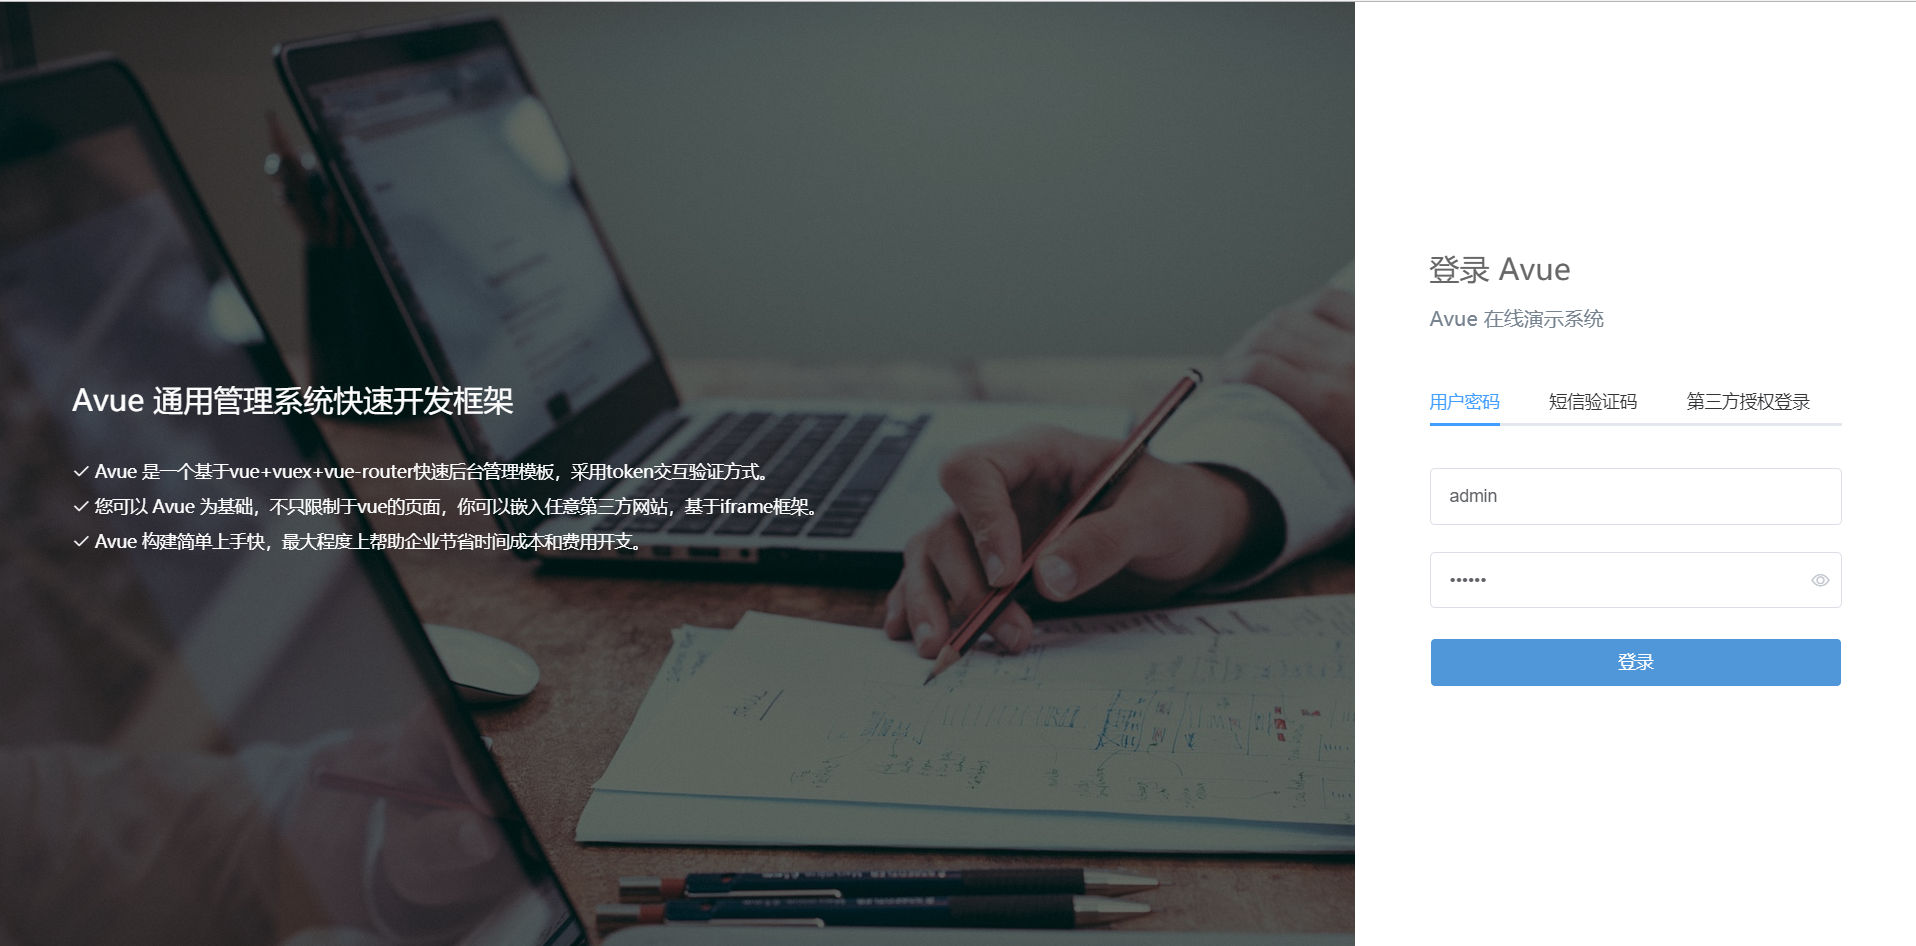 Avue 通用管理系统快速开发框架
Avue 是一个基于vue+vuex+vue-router快速后台管理模板，采用token交互验证方式。
您可以 Avue 为基础，不只限制于vue的页面，你可以嵌入任意第三方网站，基于iframe框架。
Avue 构建简单上手快，最大程度上帮助企业节省时间成本和费用开支。
登录 Avue
Avue 在线演示系统
用户密码 短信验证码 第三方授权登录
admin
••••••
登录